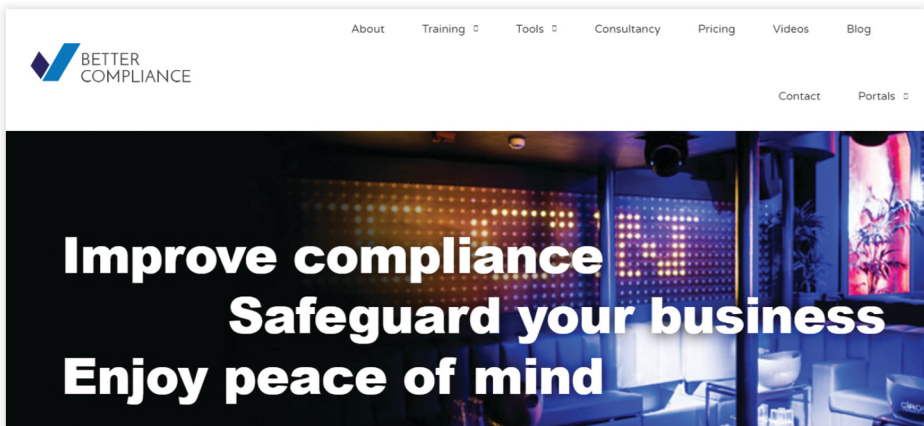 About Training Tools Consultancy Pricing Videos Blog
BETTER
COMPLIANCE
Contact Portals
Improve compliance
Safeguard your business
Enjoy peace of mind